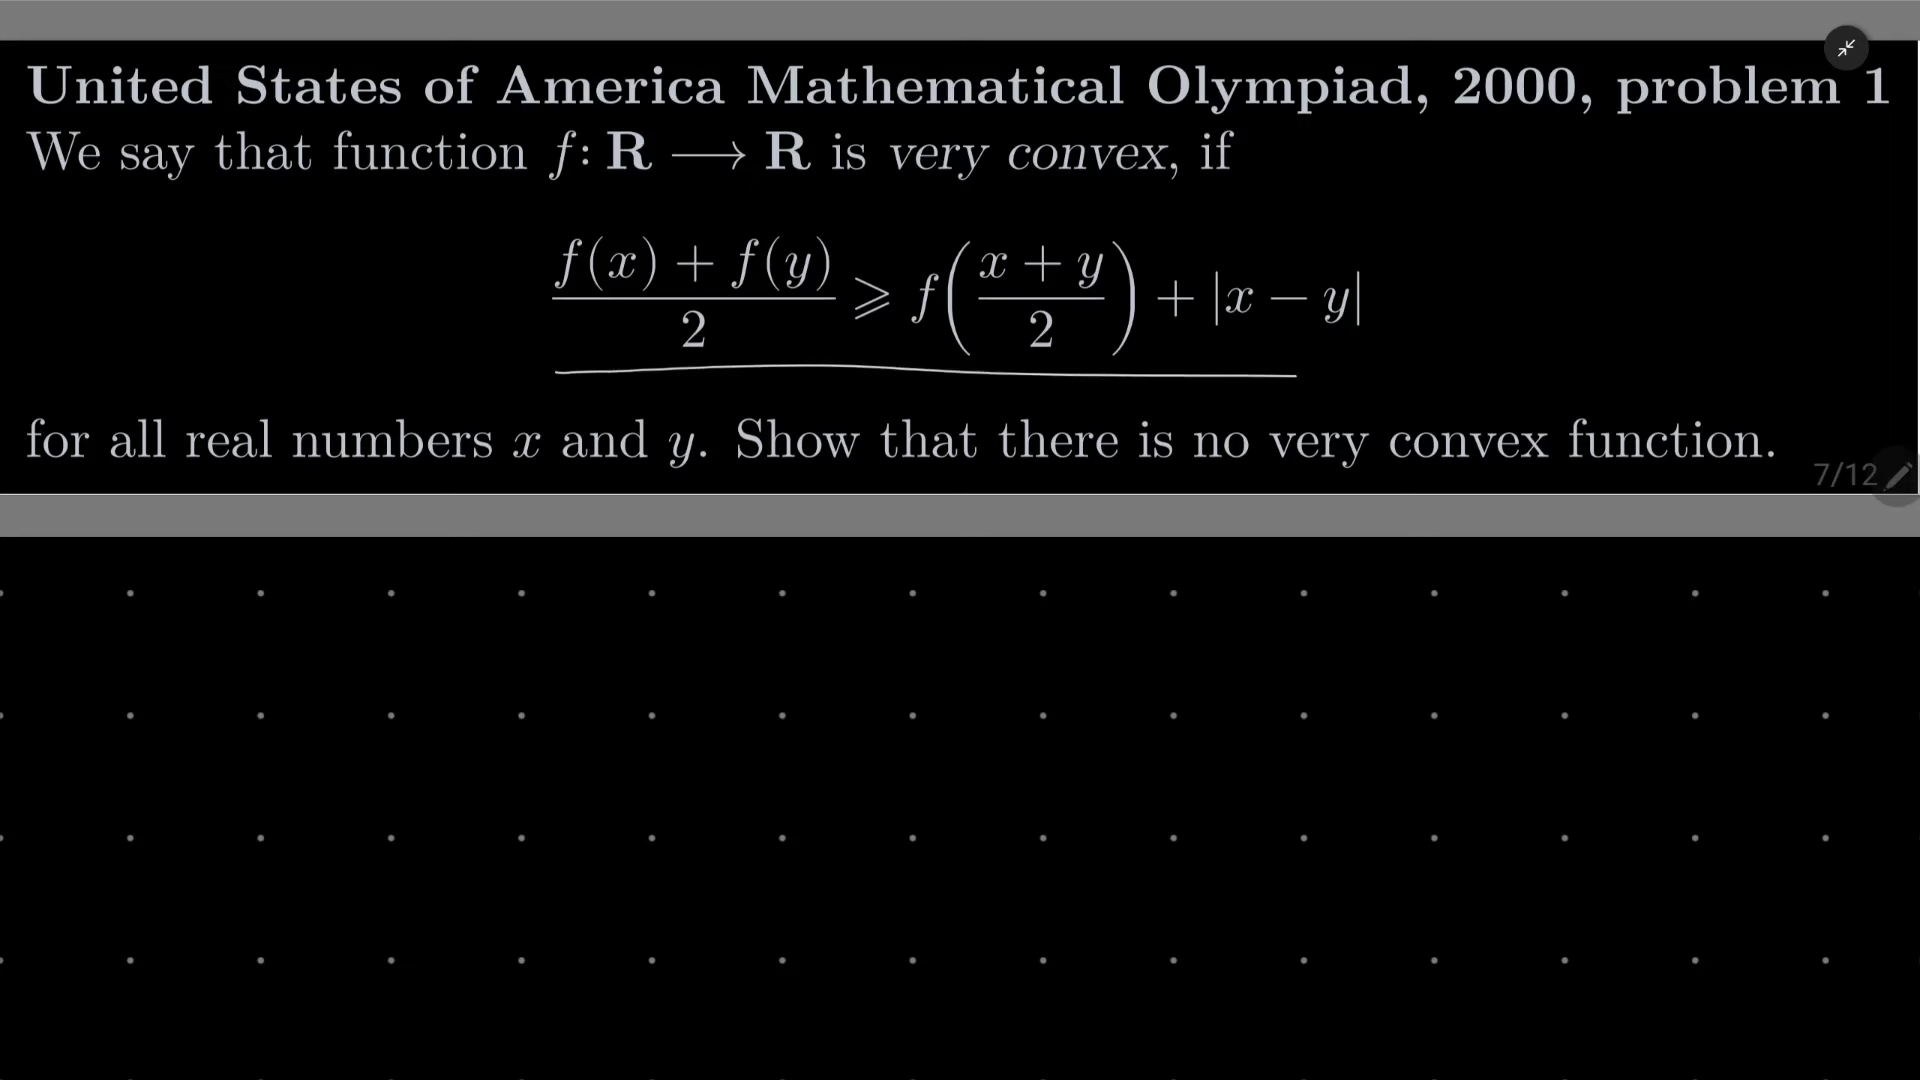 United States of America Mathematical Olympiad, 2000, problem 1
We say that function f: R ⟶ R is very convex, if
(f(x) + f(y))/2 ⩾ f((x + y)/2) + |x − y|
for all real numbers x and y. Show that there is no very convex function.
7/12